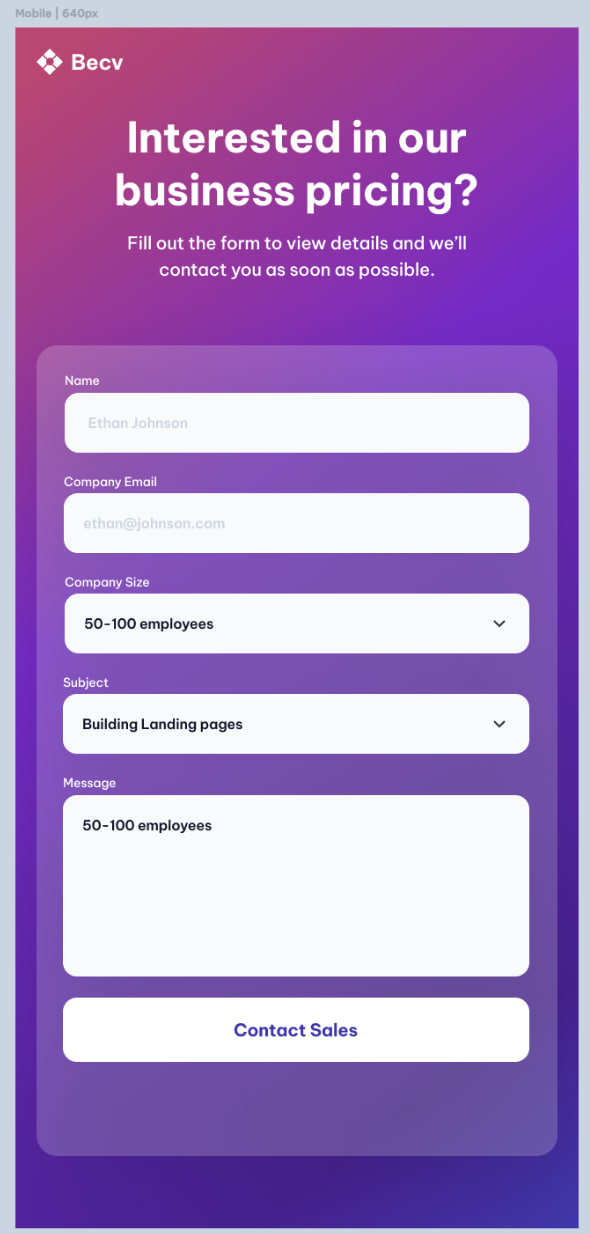 Mobile | 640px
Becv
Interested in our
business pricing?
Fill out the form to view details and we’ll
contact you as soon as possible.
Name
Ethan Johnson
Company Email
ethan@johnson.com
Company Size
50-100 employees
Subject
Building Landing pages
Message
50-100 employees
Contact Sales